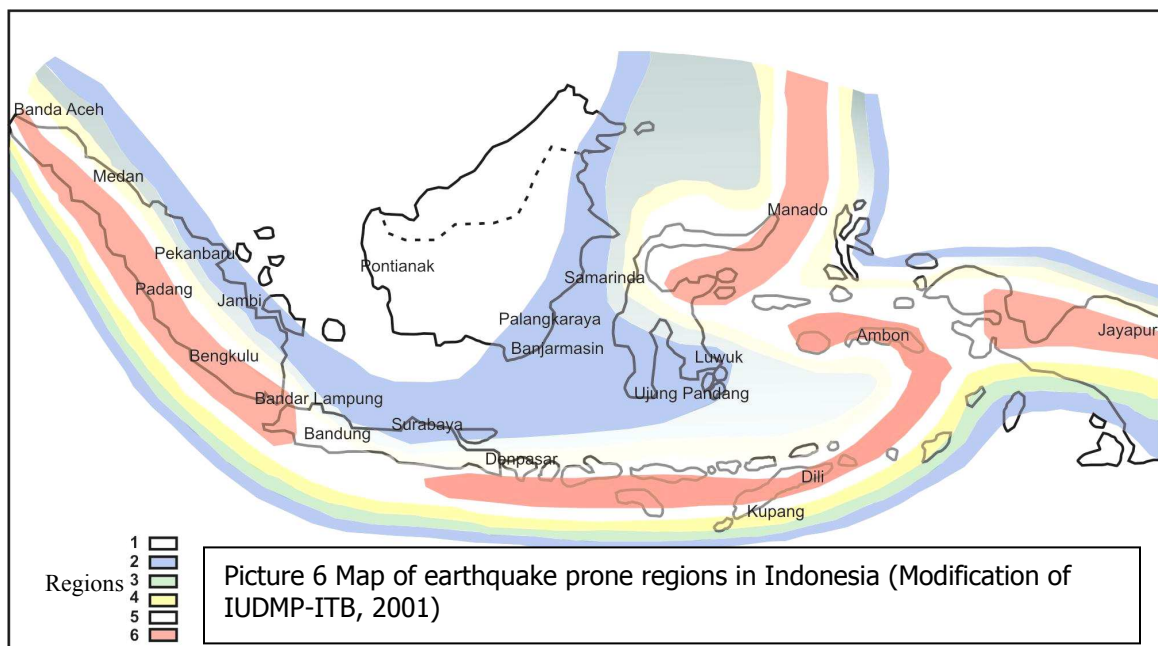 Banda Aceh
Medan
Manado
Pekanbaru
Pontianak
Samarinda
Padang
Jambi
Palangkaraya
Ambon
Jayapur
Bengkulu
Banjarmasin
Luwuk
Bandar Lampung
Ujung Pandang
Surabaya
Bandung
Denpasar
Dili
Kupang
Regions
1
2
3
4
5
6
Picture 6 Map of earthquake prone regions in Indonesia (Modification of
IUDMP-ITB, 2001)